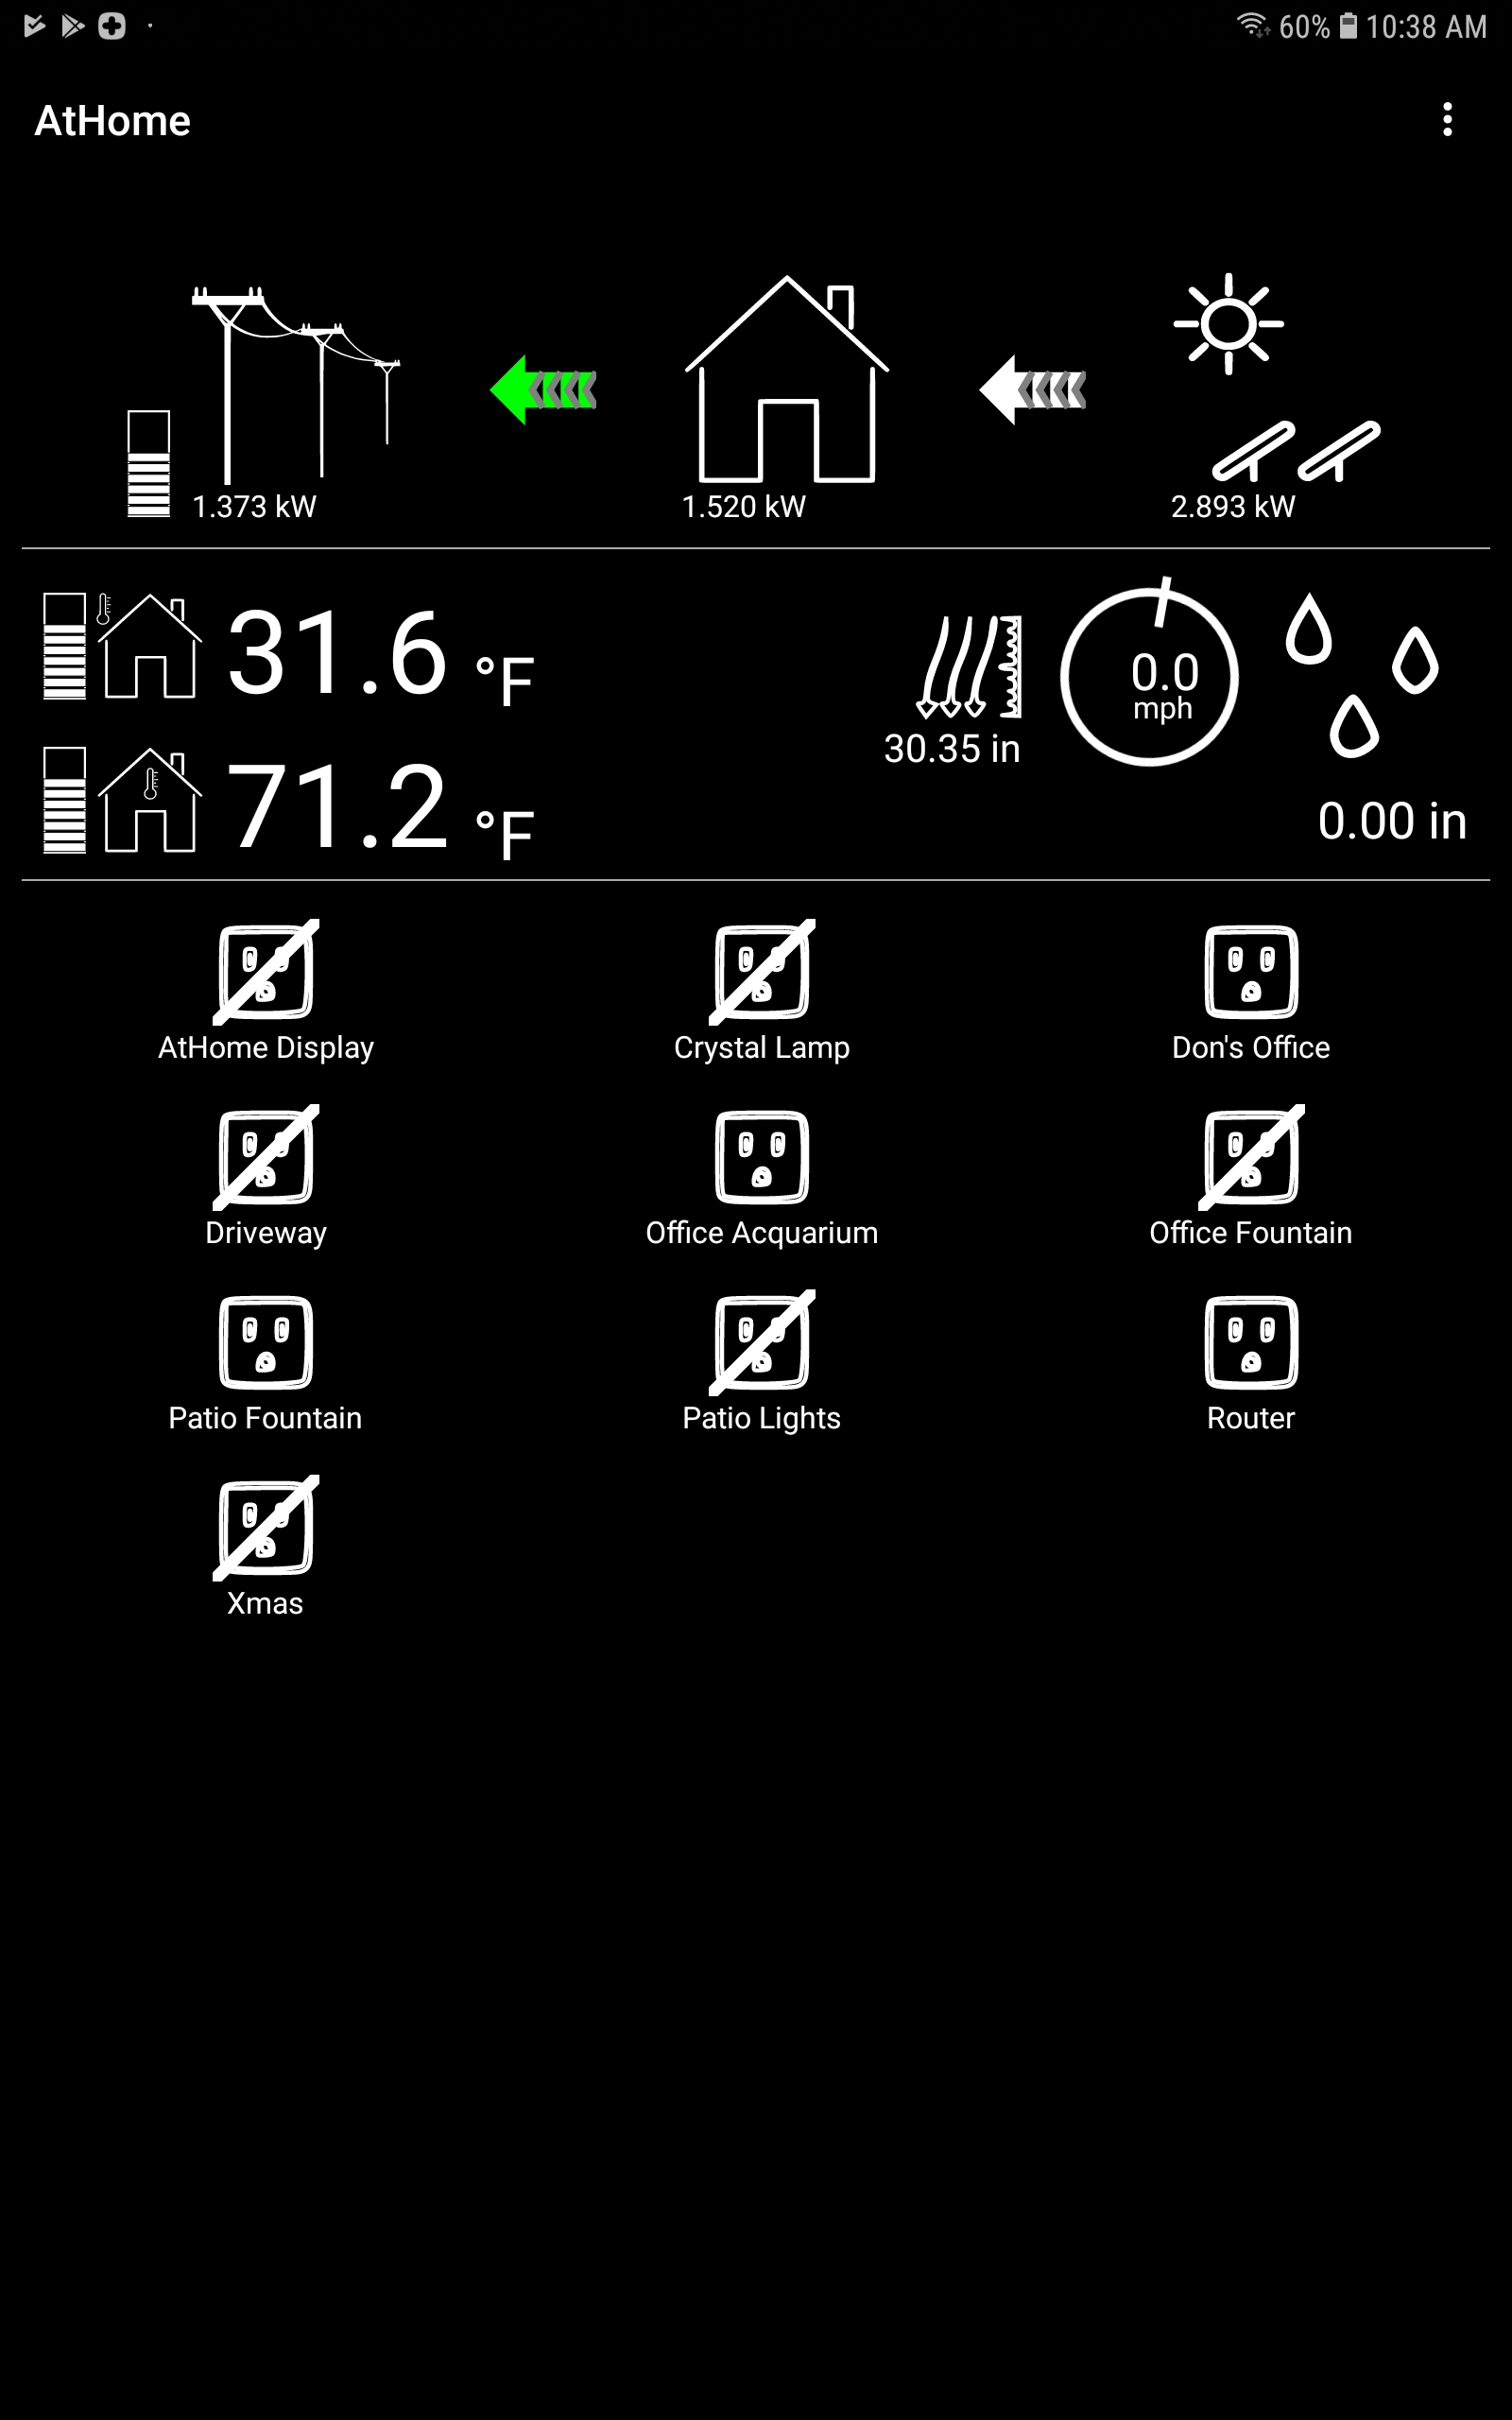 60% 10:38 AM
AtHome
1.373 kW 1.520 kW 2.893 kW
31.6 °F
0.0
mph
30.35 in
71.2 °F
0.00 in
AtHome Display Crystal Lamp Don's Office
Driveway Office Acquarium Office Fountain
Patio Fountain Patio Lights Router
Xmas